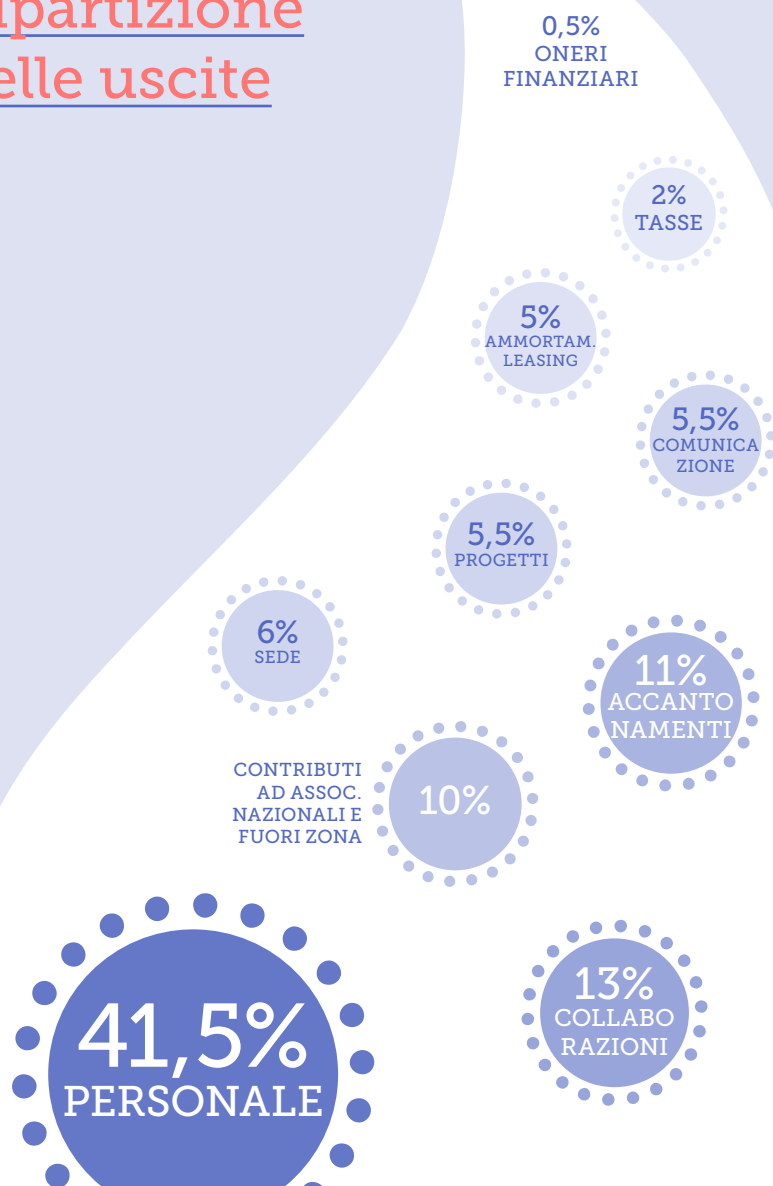 ipartizione
elle uscite
0,5%
ONERI
FINANZIARI
2%
TASSE
5%
AMMORTAM.
LEASING
5,5%
COMUNICA
ZIONE
5,5%
PROGETTI
6%
SEDE
11%
ACCANTO
NAMENTI
CONTRIBUTI
AD ASSOC.
NAZIONALI E
FUORI ZONA
10%
13%
COLLABO
RAZIONI
41,5%
PERSONALE